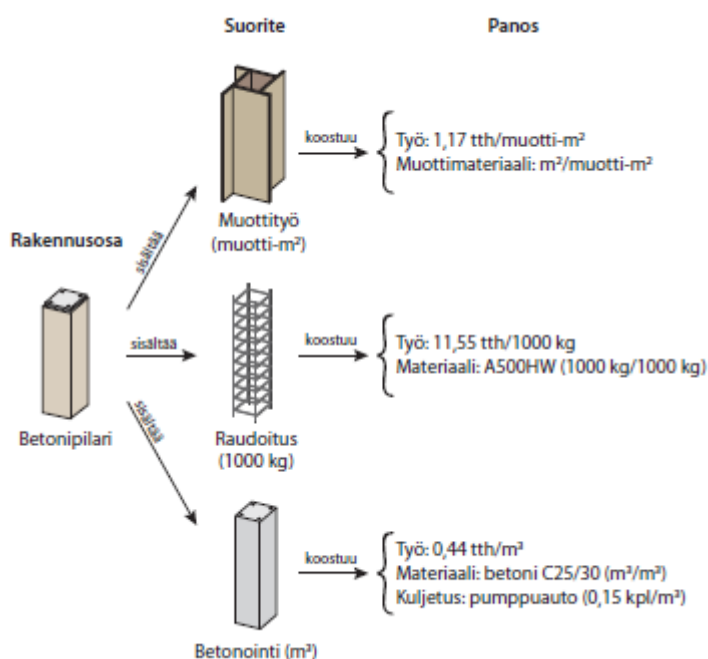 Suorite
Panos
koostuu
Työ: 1,17 tth/muotti-m²
Muottimateriaali: m²/muotti-m²
Muottityö
(muotti-m²)
Rakennusosa
sisältää
sisältää
koostuu
Työ: 11,55 tth/1000 kg
Materiaali: A500HW (1000 kg/1000 kg)
sisältää
Betonipilari
Raudoitus
(1000 kg)
koostuu
Työ: 0,44 tth/m³
Materiaali: betoni C25/30 (m³/m³)
Kuljetus: pumppuauto (0,15 kpl/m³)
Betonointi (m³)